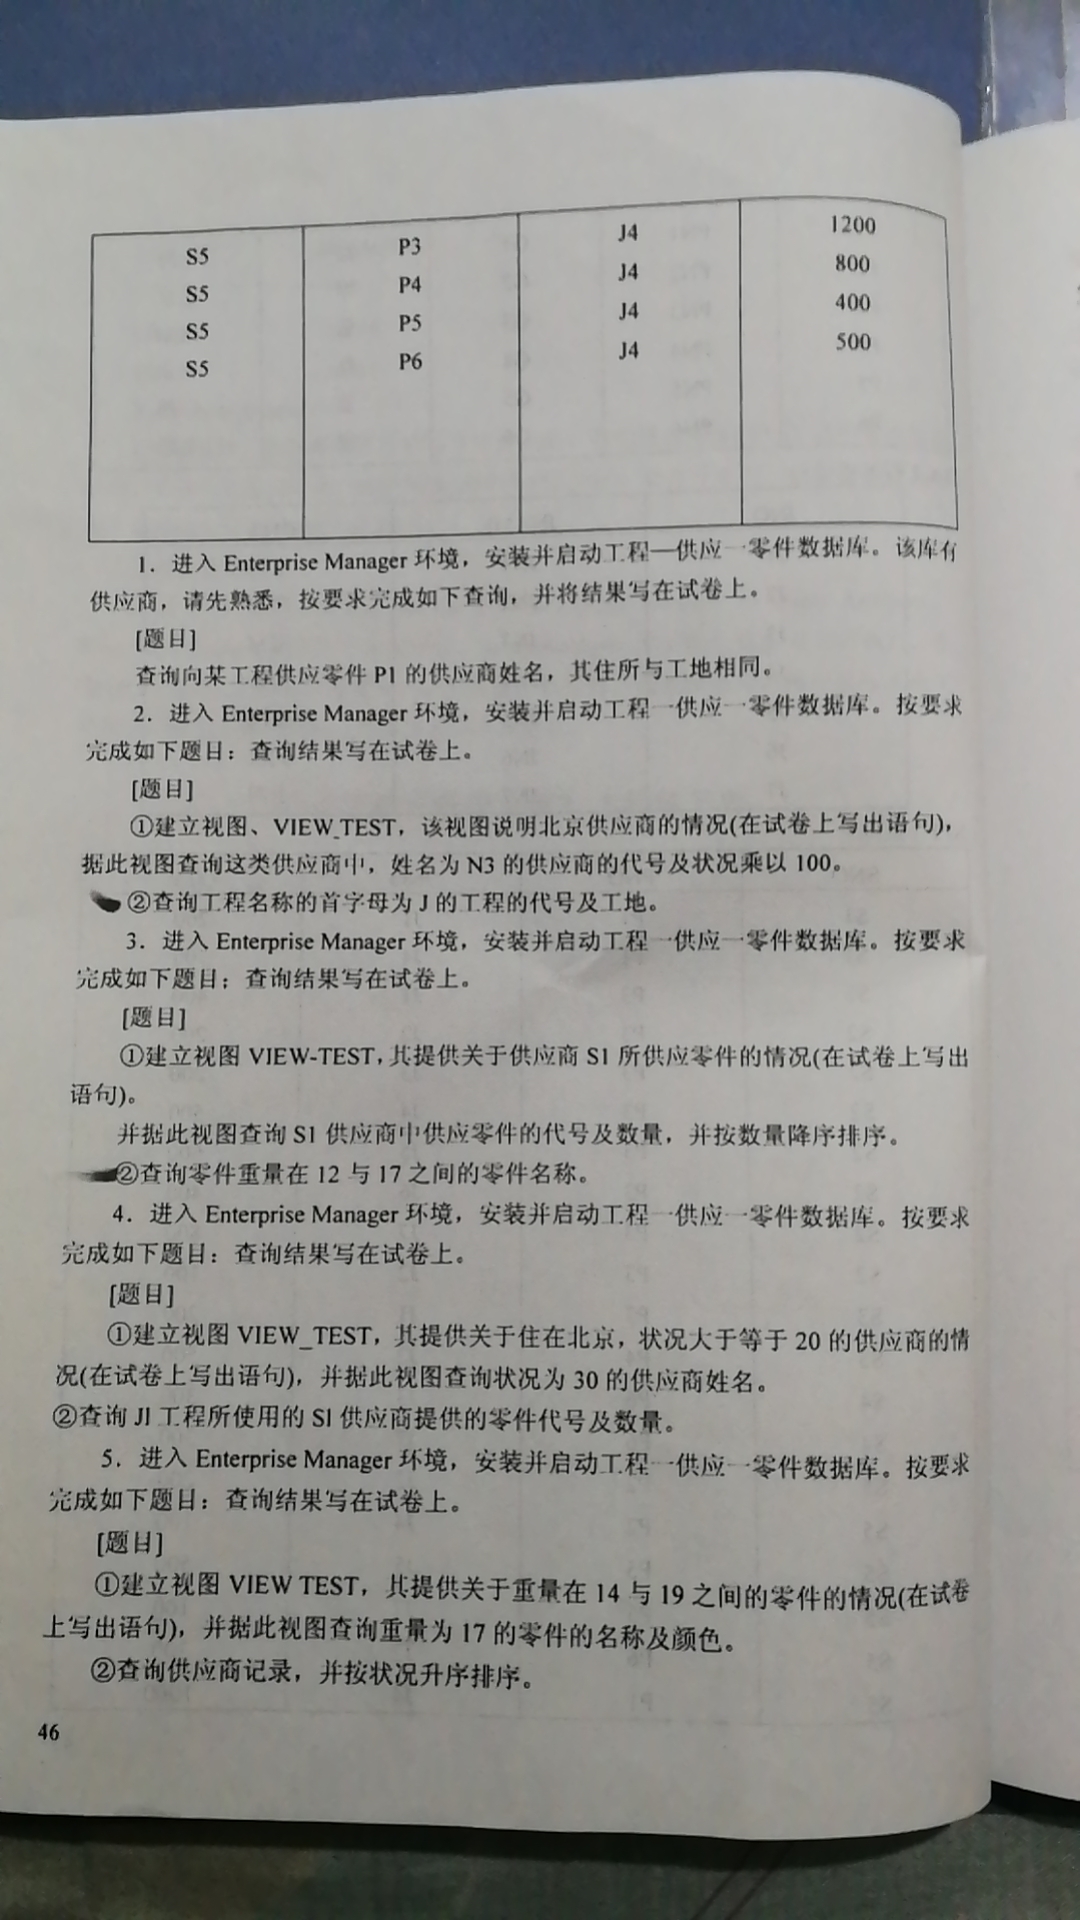 S5 P3 J4 1200
S5 P4 J4 800
S5 P5 J4 400
S5 P6 J4 500
1．进入 Enterprise Manager 环境，安装并启动工程—供应一零件数据库。该库有
供应商，请先熟悉，按要求完成如下查询，并将结果写在试卷上。
[题目]
查询向某工程供应零件 P1 的供应商姓名，其住所与工地相同。
2．进入 Enterprise Manager 环境，安装并启动工程一供应一零件数据库。按要求
完成如下题目：查询结果写在试卷上。
[题目]
①建立视图、VIEW_TEST，该视图说明北京供应商的情况(在试卷上写出语句)，
据此视图查询这类供应商中，姓名为 N3 的供应商的代号及状况乘以 100。
②查询工程名称的首字母为 J 的工程的代号及工地。
3．进入 Enterprise Manager 环境，安装并启动工程一供应一零件数据库。按要求
完成如下题目；查询结果写在试卷上。
[题目]
①建立视图 VIEW-TEST，其提供关于供应商 S1 所供应零件的情况(在试卷上写出
语句)。
并据此视图查询 S1 供应商中供应零件的代号及数量，并按数量降序排序。
②查询零件重量在 12 与 17 之间的零件名称。
4．进入 Enterprise Manager 环境，安装并启动工程一供应一零件数据库。按要求
完成如下题目：查询结果写在试卷上。
[题目]
①建立视图 VIEW_TEST，其提供关于住在北京，状况大于等于 20 的供应商的情
况(在试卷上写出语句)，并据此视图查询状况为 30 的供应商姓名。
②查询 Jl 工程所使用的 Sl 供应商提供的零件代号及数量。
5．进入 Enterprise Manager 环境，安装并启动工程一供应一零件数据库。按要求
完成如下题目：查询结果写在试卷上。
[题目]
①建立视图 VIEW TEST，其提供关于重量在 14 与 19 之间的零件的情况(在试卷
上写出语句)，并据此视图查询重量为 17 的零件的名称及颜色。
②查询供应商记录，并按状况升序排序。
46